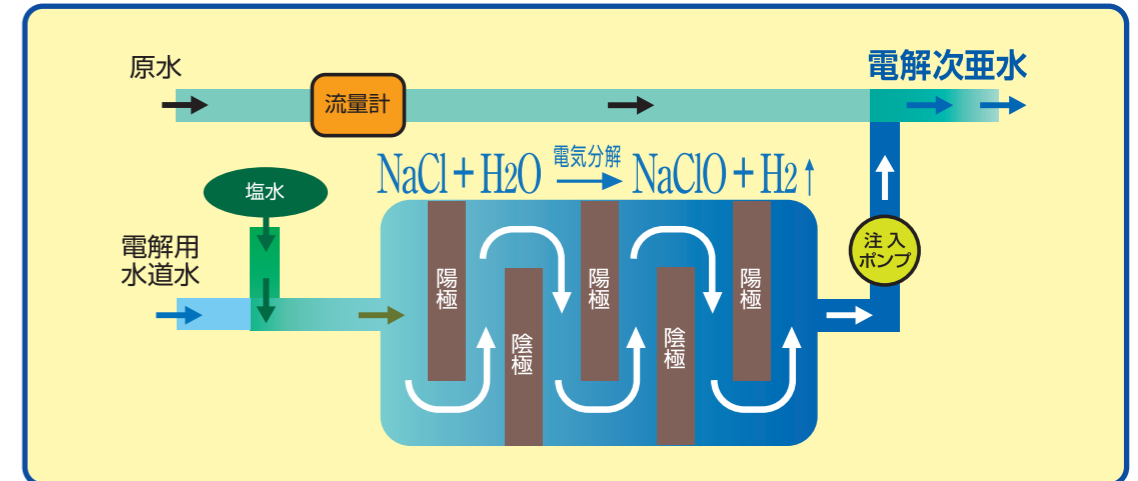 原水
流量計
電解次亜水
NaCl+H2O 電気分解 NaClO+H2↑
塩水
電解用
水道水
注入
ポンプ
陽極
陰極
陽極
陰極
陽極